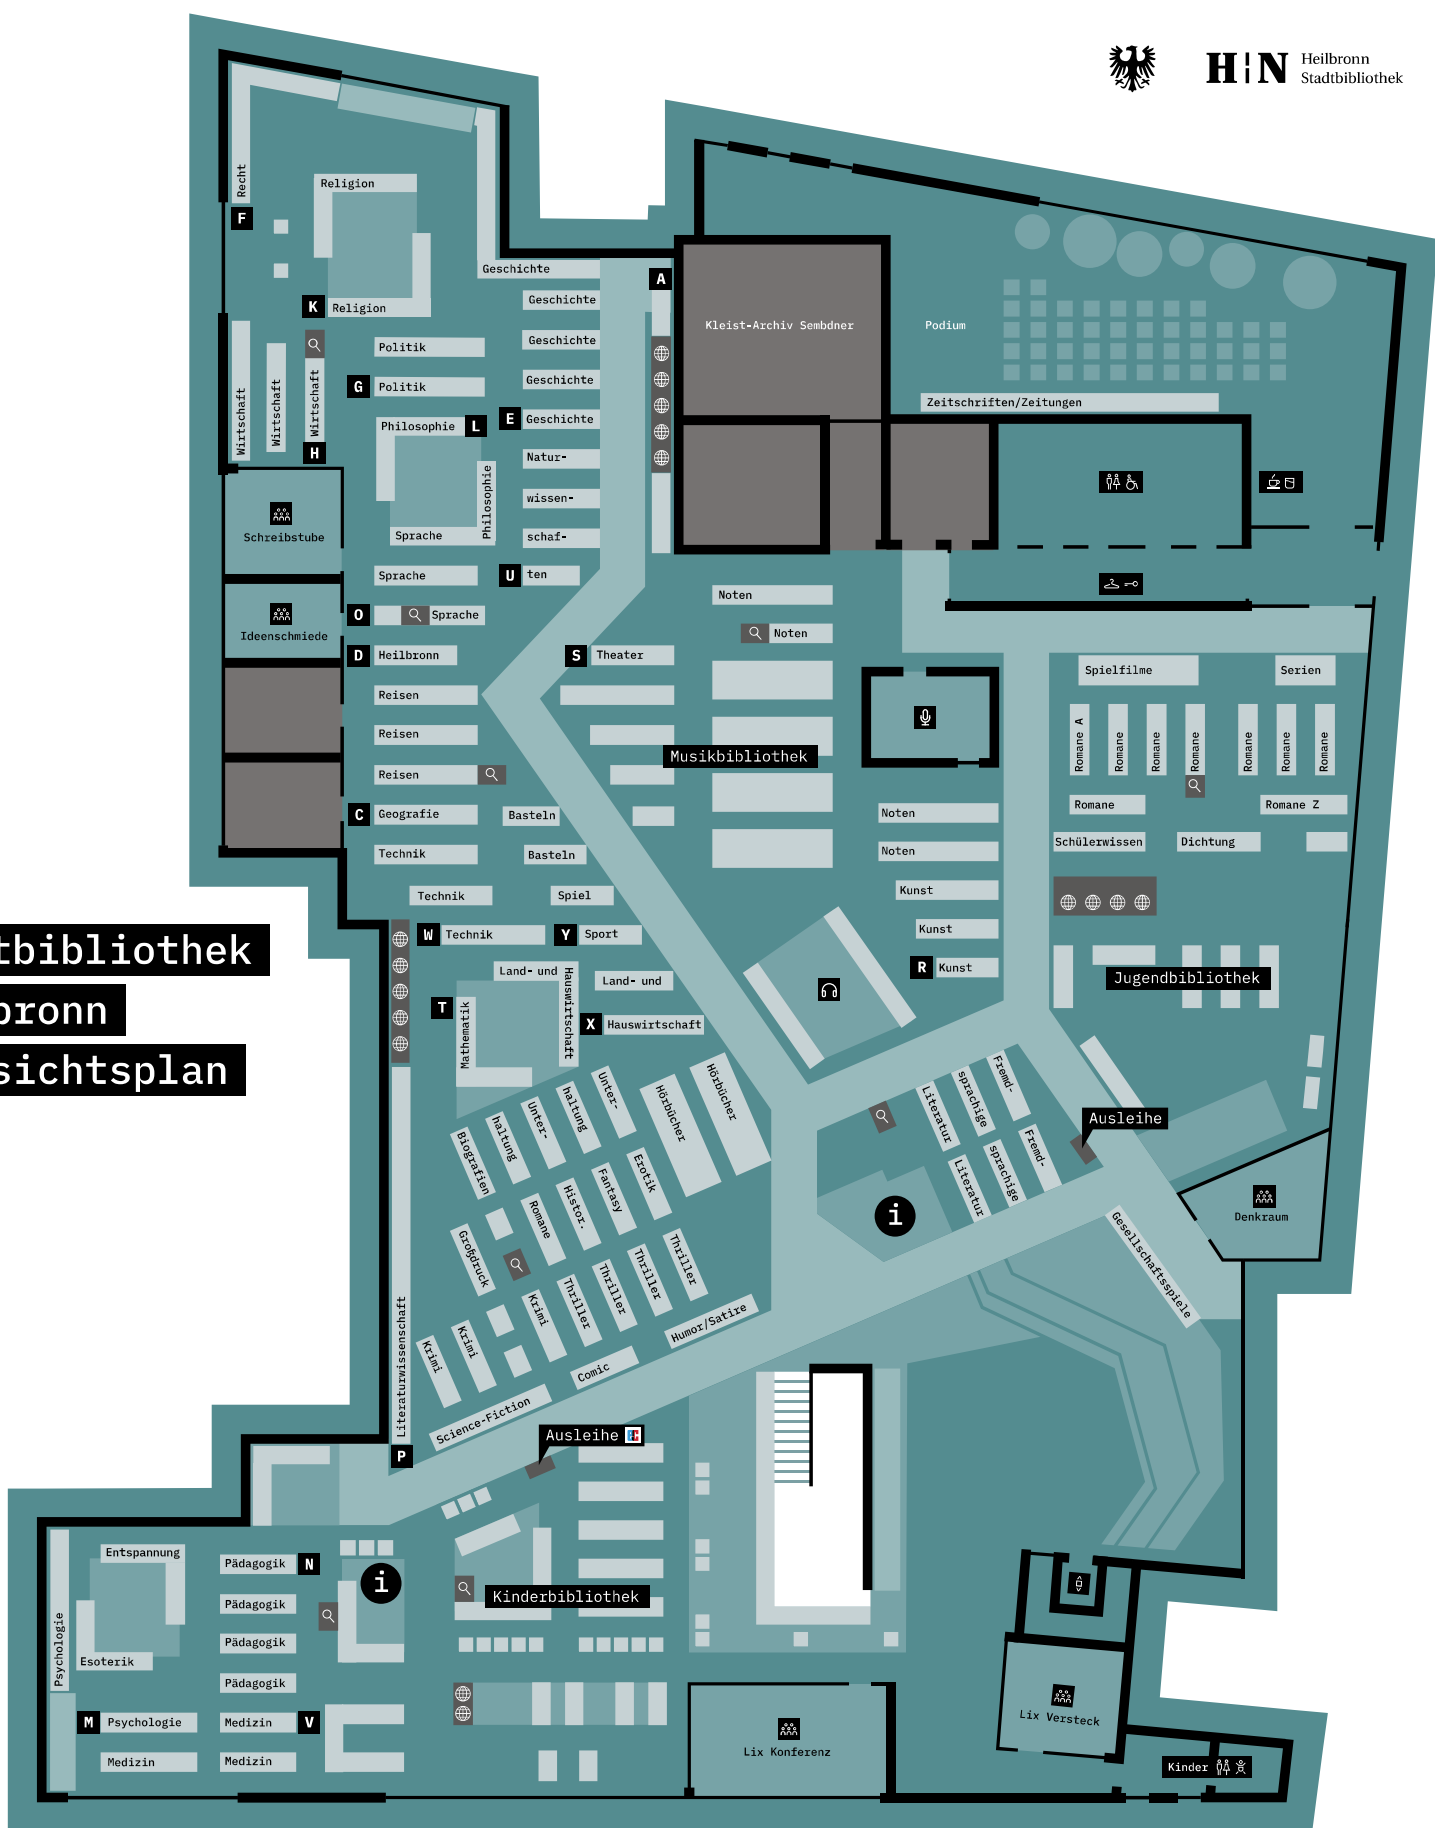 Heilbronn
H|N
Stadtbibliothek
Recht
F
Religion
K
Religion
Geschichte
Geschichte
Geschichte
Geschichte
E
Geschichte
A
Kleist-Archiv Sembdner
Podium
Zeitschriften/Zeitungen
Politik
G
Politik
Wirtschaft
Wirtschaft
Wirtschaft
H
Philosophie
L
Philosophie
Sprache
Natur-
wissen-
schaf-
U
ten
Schreibstube
Ideenschmiede
Sprache
O
Sprache
D
Heilbronn
Reisen
Reisen
Reisen
C
Geografie
Technik
Technik
W
Technik
S
Theater
Basteln
Basteln
Spiel
Y
Sport
Noten
Noten
Musikbibliothek
Noten
Noten
Kunst
Kunst
R
Kunst
Spielfilme
Serien
Romane A
Romane
Romane
Romane
Romane
Romane
Romane
Romane
Romane Z
Schülerwissen
Dichtung
Jugendbibliothek
tbibliothek
bronn
sichtsplan
Land- und
Hauswirtschaft
T
Mathematik
Land- und
X
Hauswirtschaft
Biografien
haltung
Unter-
haltung
Unter-
Hörbücher
Hörbücher
Großdruck
Romane
Histor.
Fantasy
Erotik
Krimi
Krimi
Krimi
Thriller
Thriller
Thriller
Thriller
Literaturwissenschaft
P
Science-Fiction
Comic
Humor/Satire
Literatur
sprachige
Fremd-
Literatur
sprachige
Fremd-
Ausleihe
i
Denkraum
Gesellschaftsspiele
Ausleihe
Entspannung
Psychologie
Esoterik
M
Psychologie
Medizin
Pädagogik
N
Pädagogik
Pädagogik
Pädagogik
Medizin
V
Medizin
i
Kinderbibliothek
Lix Konferenz
Lix Versteck
Kinder